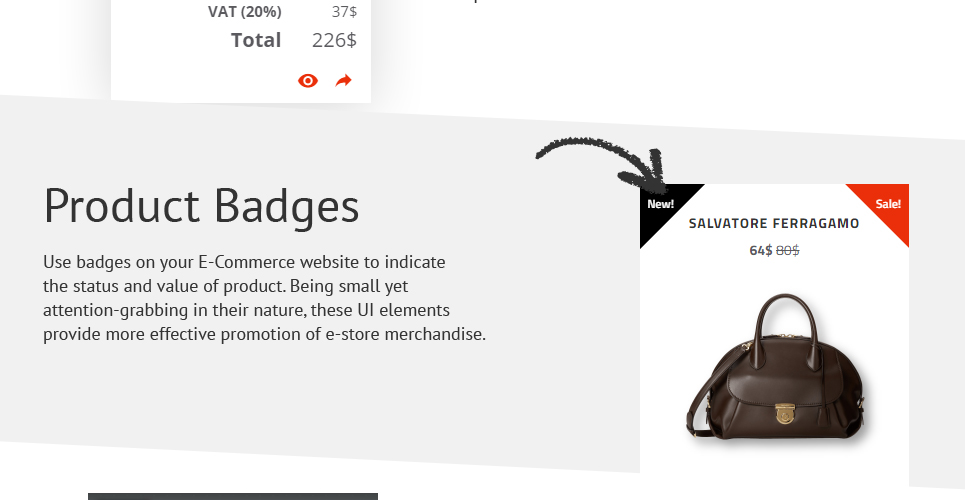 VAT (20%) 37$
Total 226$
Product Badges
Use badges on your E-Commerce website to indicate
the status and value of product. Being small yet
attention-grabbing in their nature, these UI elements
provide more effective promotion of e-store merchandise.
New!
Sale!
SALVATORE FERRAGAMO
64$ 80$